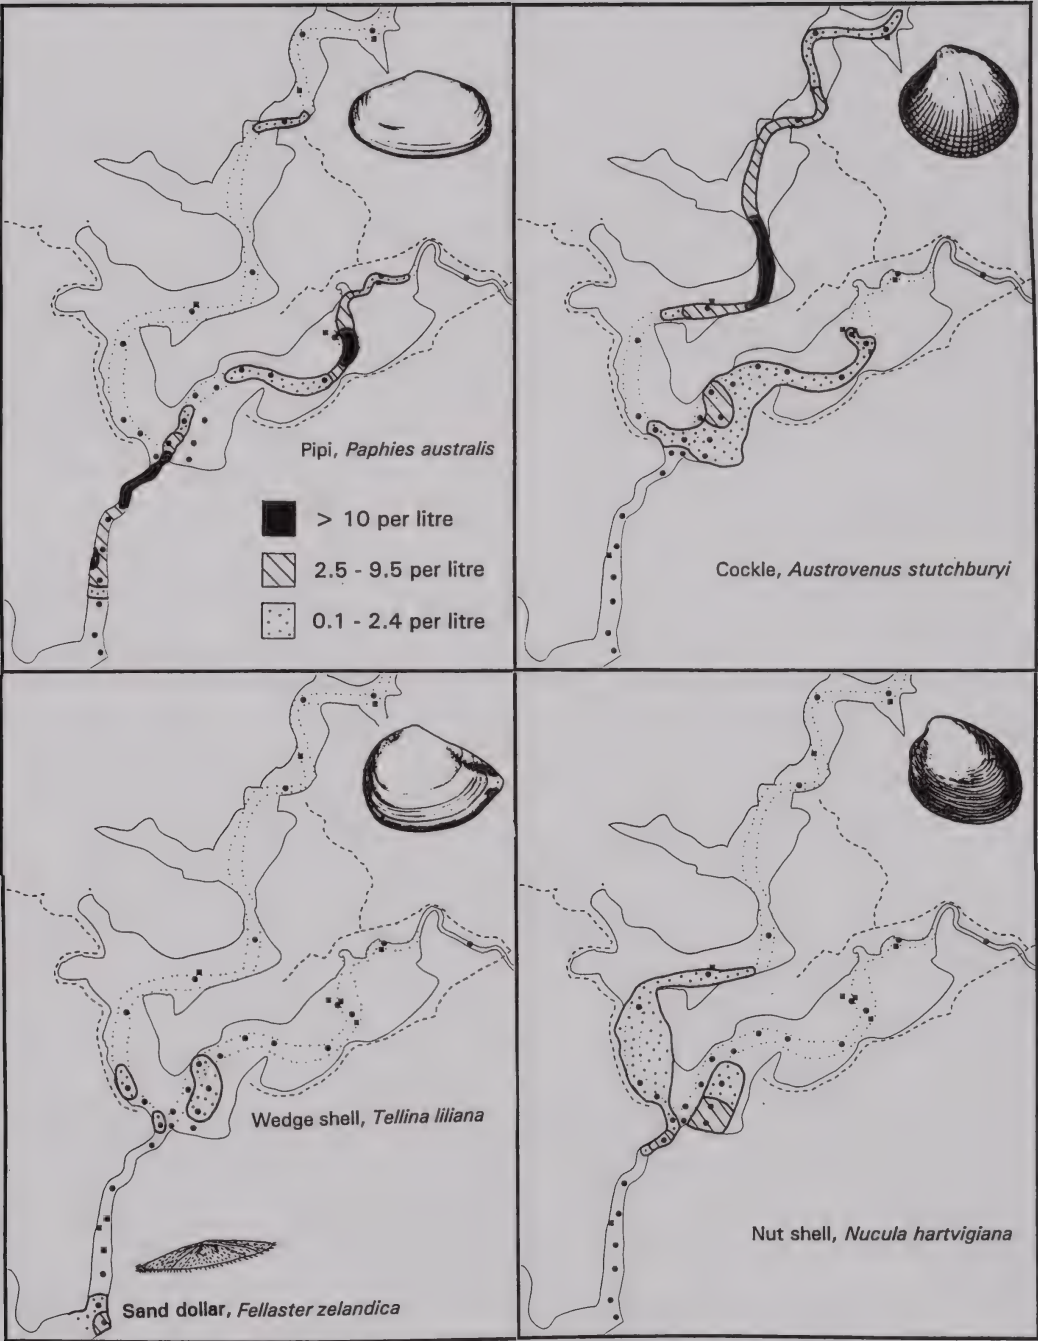 Pipi, Paphies australis
> 10 per litre
2.5 - 9.5 per litre
0.1 - 2.4 per litre
Cockle, Austrovenus stutchburyi
Wedge shell, Tellina liliana
Sand dollar, Fellaster zelandica
Nut shell, Nucula hartvigiana